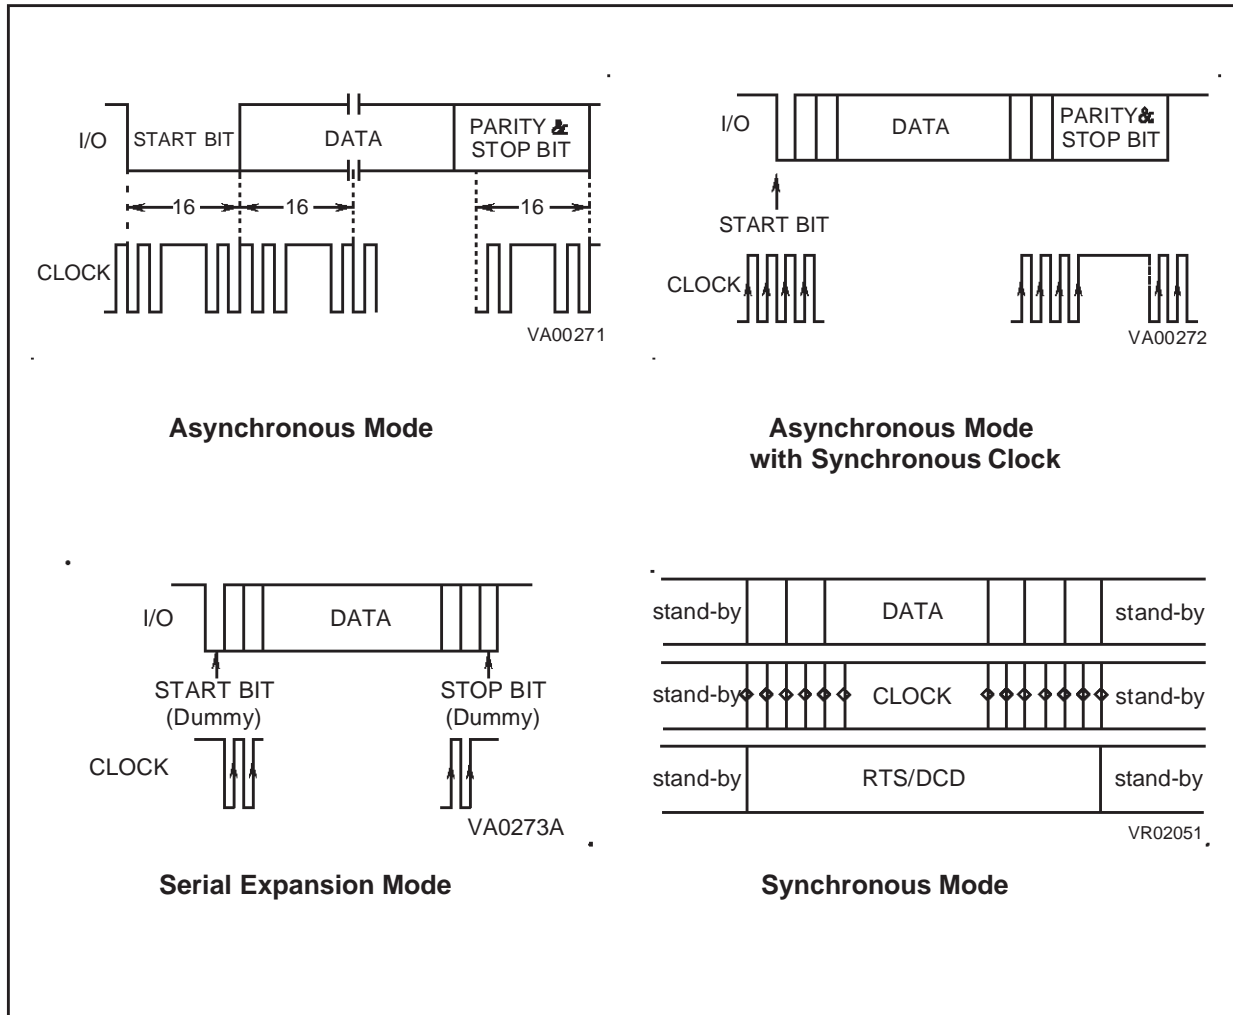 I/O
START BIT
DATA
PARITY &
STOP BIT
16
16
16
CLOCK
VA00271
Asynchronous Mode
I/O
DATA
PARITY &
STOP BIT
START BIT
CLOCK
VA00272
Asynchronous Mode
with Synchronous Clock
I/O
DATA
START BIT
(Dummy)
STOP BIT
(Dummy)
CLOCK
VA0273A
Serial Expansion Mode
stand-by
DATA
stand-by
stand-by
CLOCK
stand-by
stand-by
RTS/DCD
stand-by
VR02051
Synchronous Mode